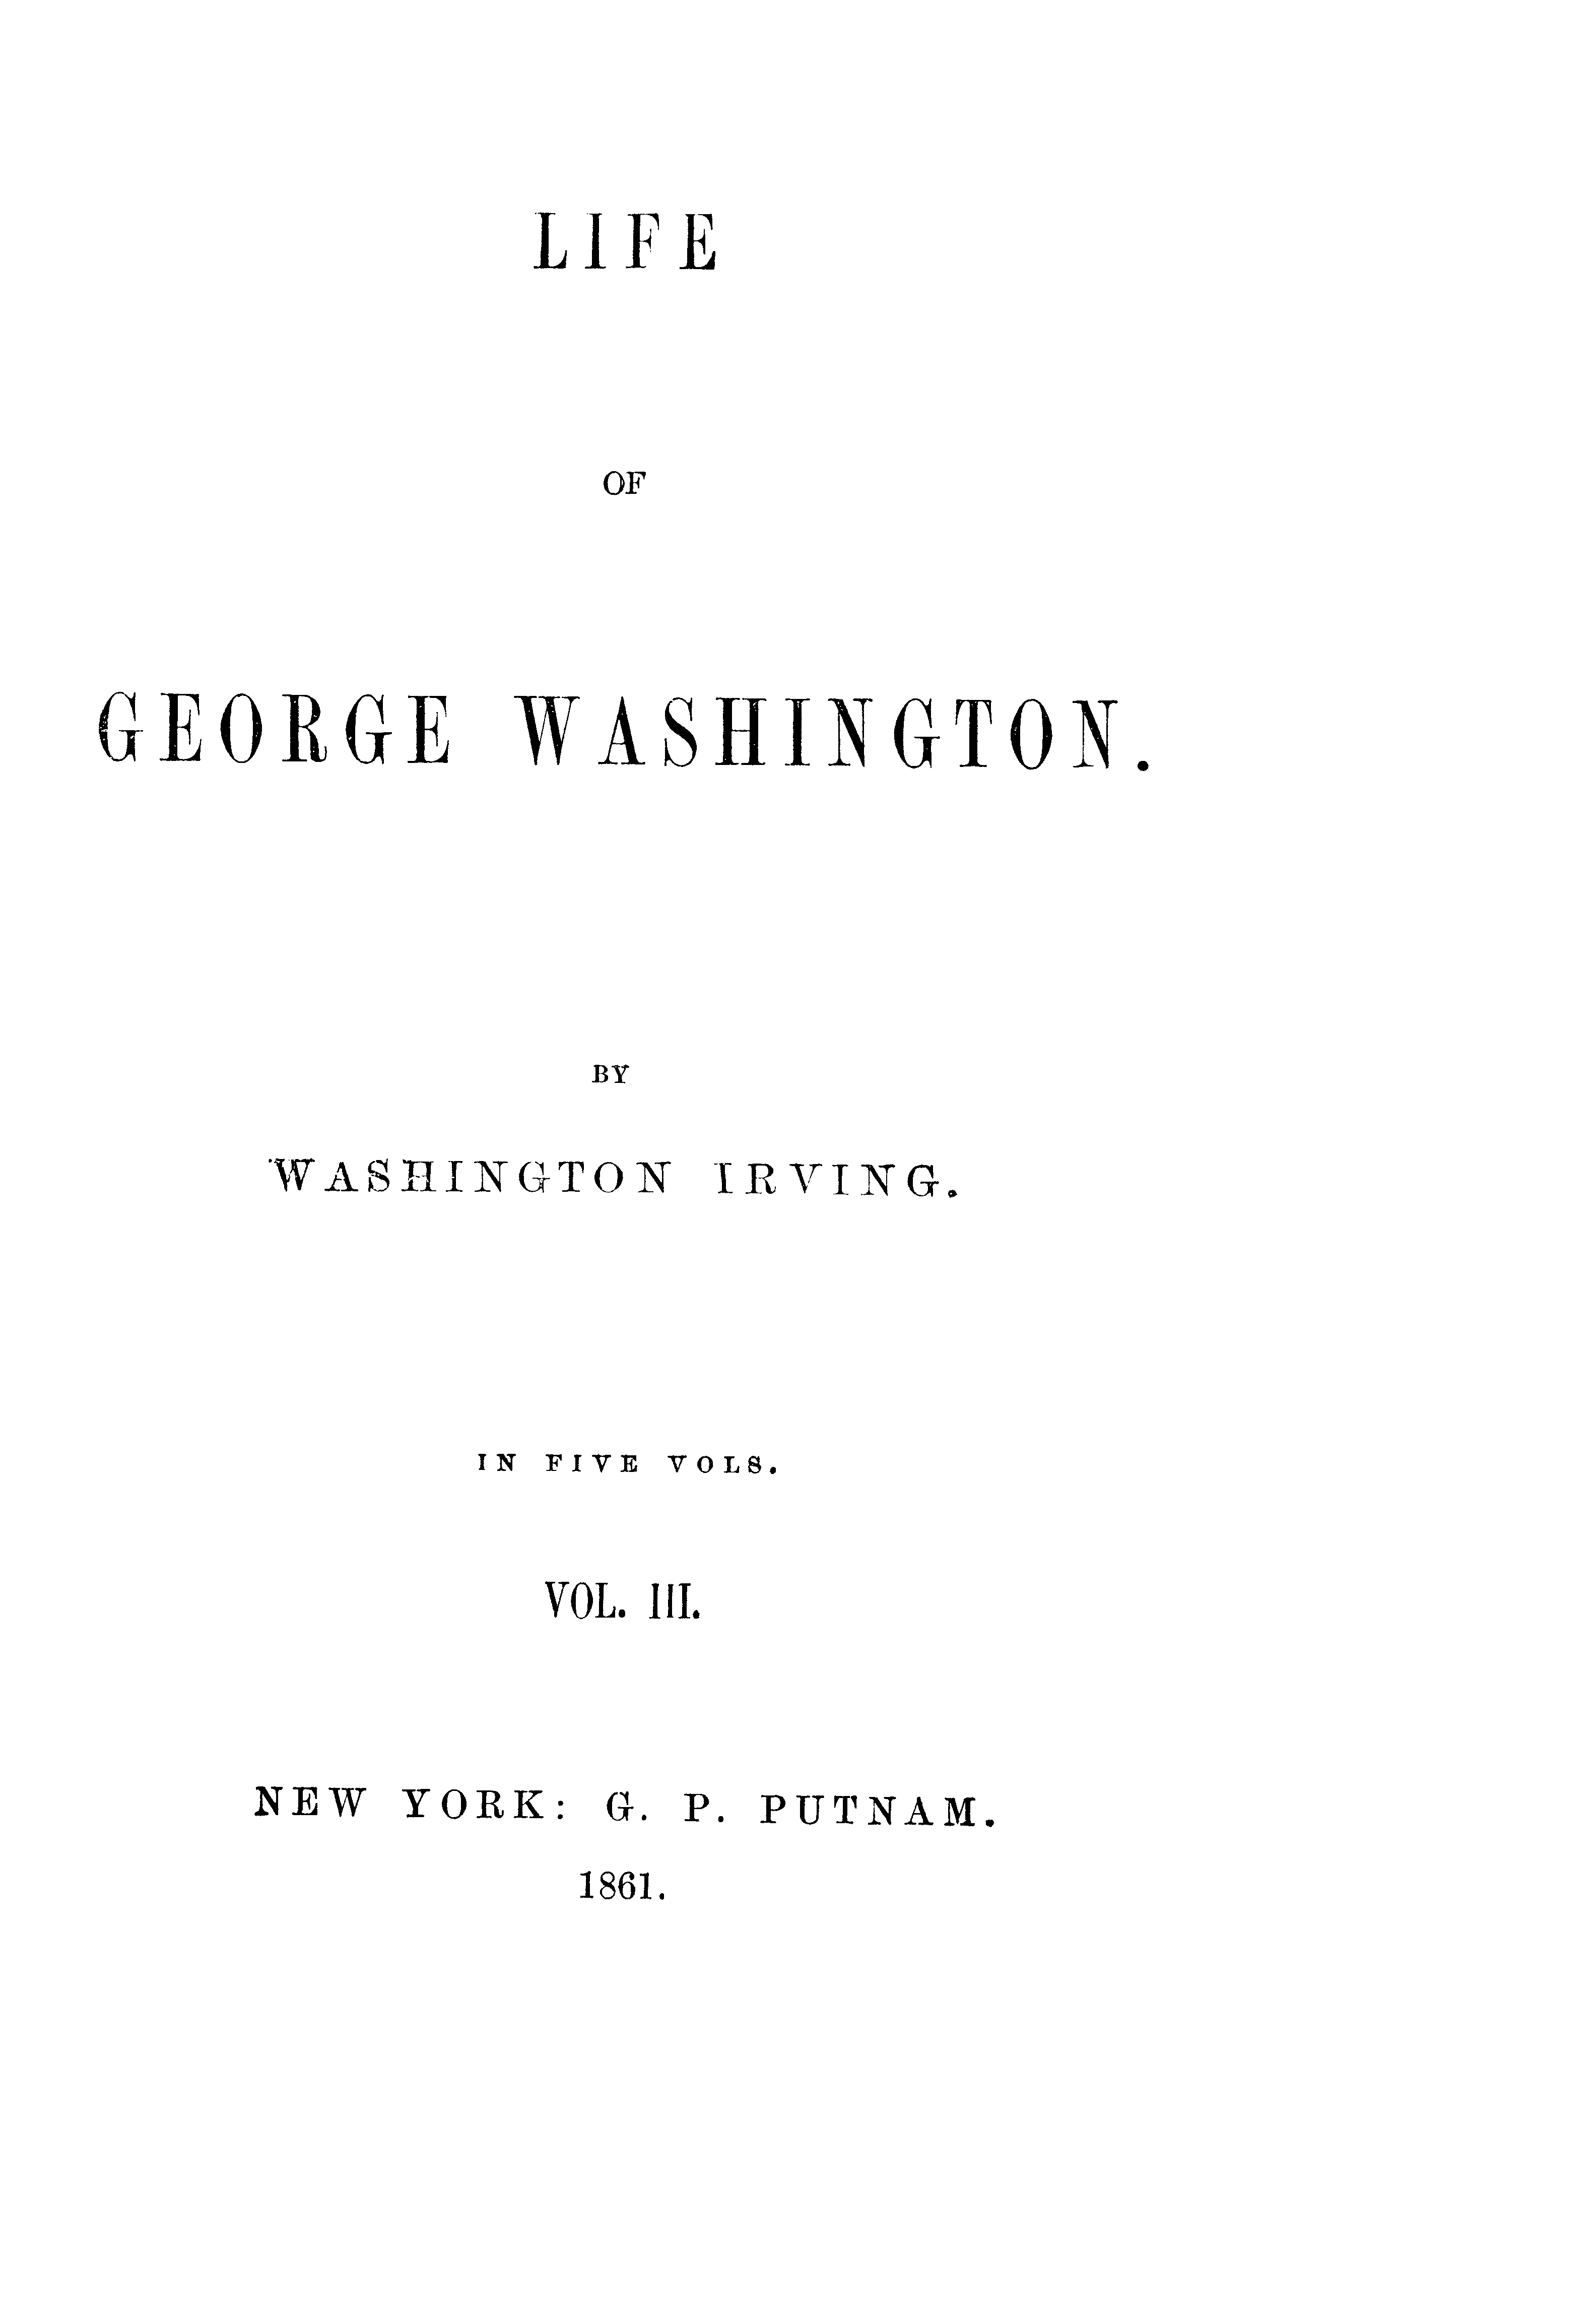 LIFE
OF
GEORGE WASHINGTON.
BY
WASHINGTON IRVING.
IN FIVE VOLS.
VOL. III.
NEW YORK: G. P. PUTNAM.
1861.